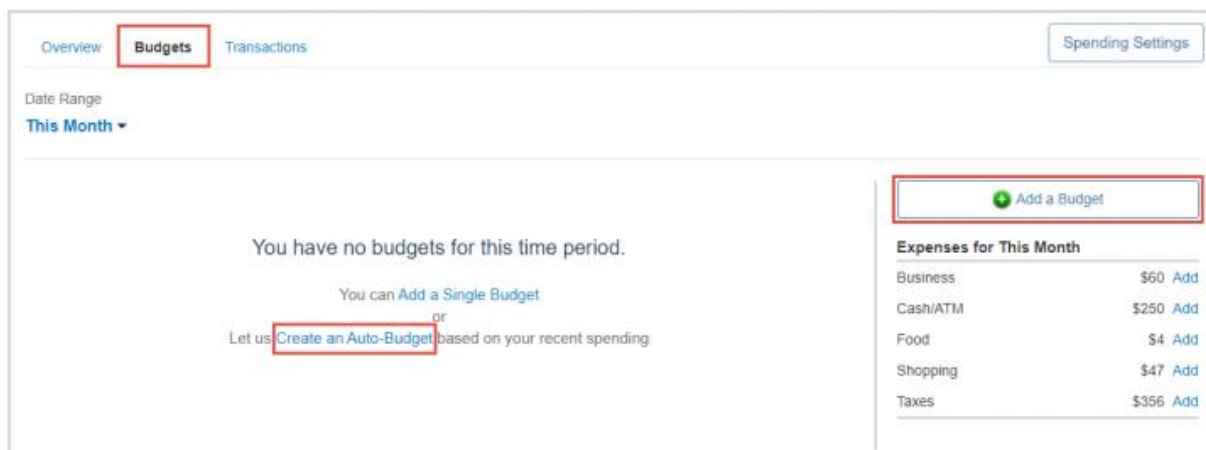 Overview Budgets Transactions Spending Settings
Date Range
This Month
Add a Budget
You have no budgets for this time period.
You can Add a Single Budget
or
Let us Create an Auto-Budget based on your recent spending
Expenses for This Month
Business $60 Add
Cash/ATM $250 Add
Food $4 Add
Shopping $47 Add
Taxes $356 Add